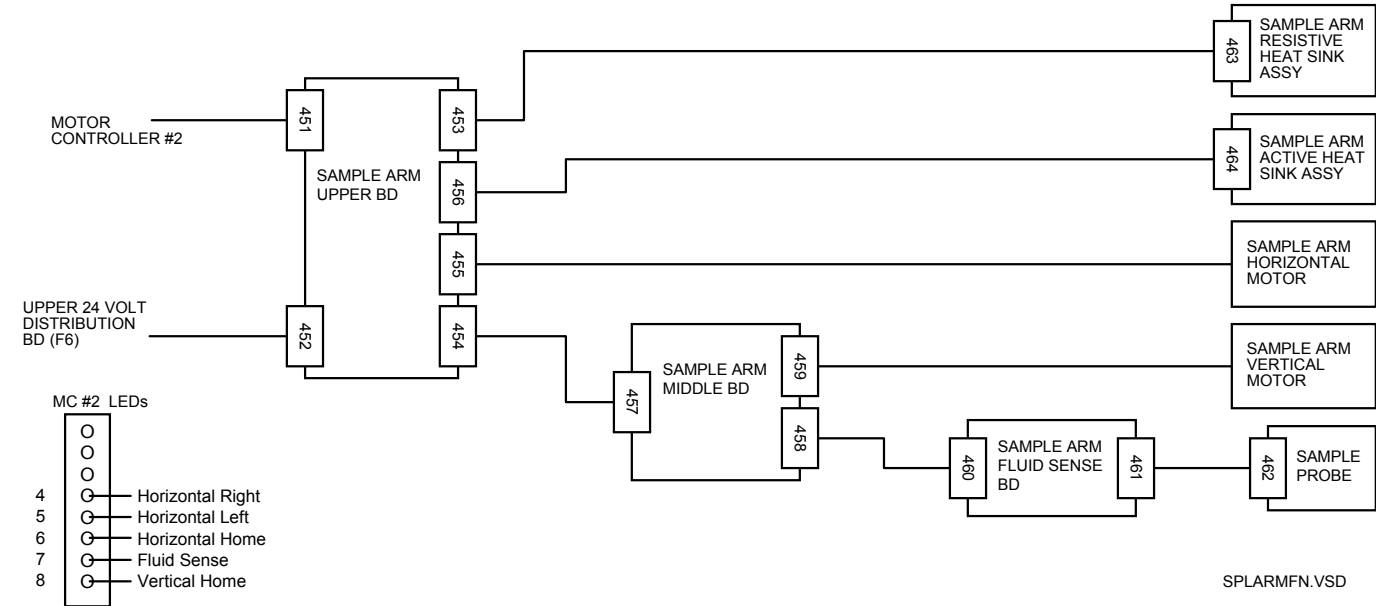 SAMPLE ARM
RESISTIVE
HEAT SINK
ASSY
463
MOTOR
CONTROLLER #2
451
453
SAMPLE ARM
UPPER BD
456
464
SAMPLE ARM
ACTIVE HEAT
SINK ASSY
455
SAMPLE ARM
HORIZONTAL
MOTOR
UPPER 24 VOLT
DISTRIBUTION
BD (F6)
452
454
SAMPLE ARM
MIDDLE BD
457
459
458
SAMPLE ARM
VERTICAL
MOTOR
460
SAMPLE ARM
FLUID SENSE
BD
461
462
SAMPLE
PROBE
MC #2 LEDs
O
O
O
4 O Horizontal Right
5 O Horizontal Left
6 O Horizontal Home
7 O Fluid Sense
8 O Vertical Home
SPLARMFN.VSD